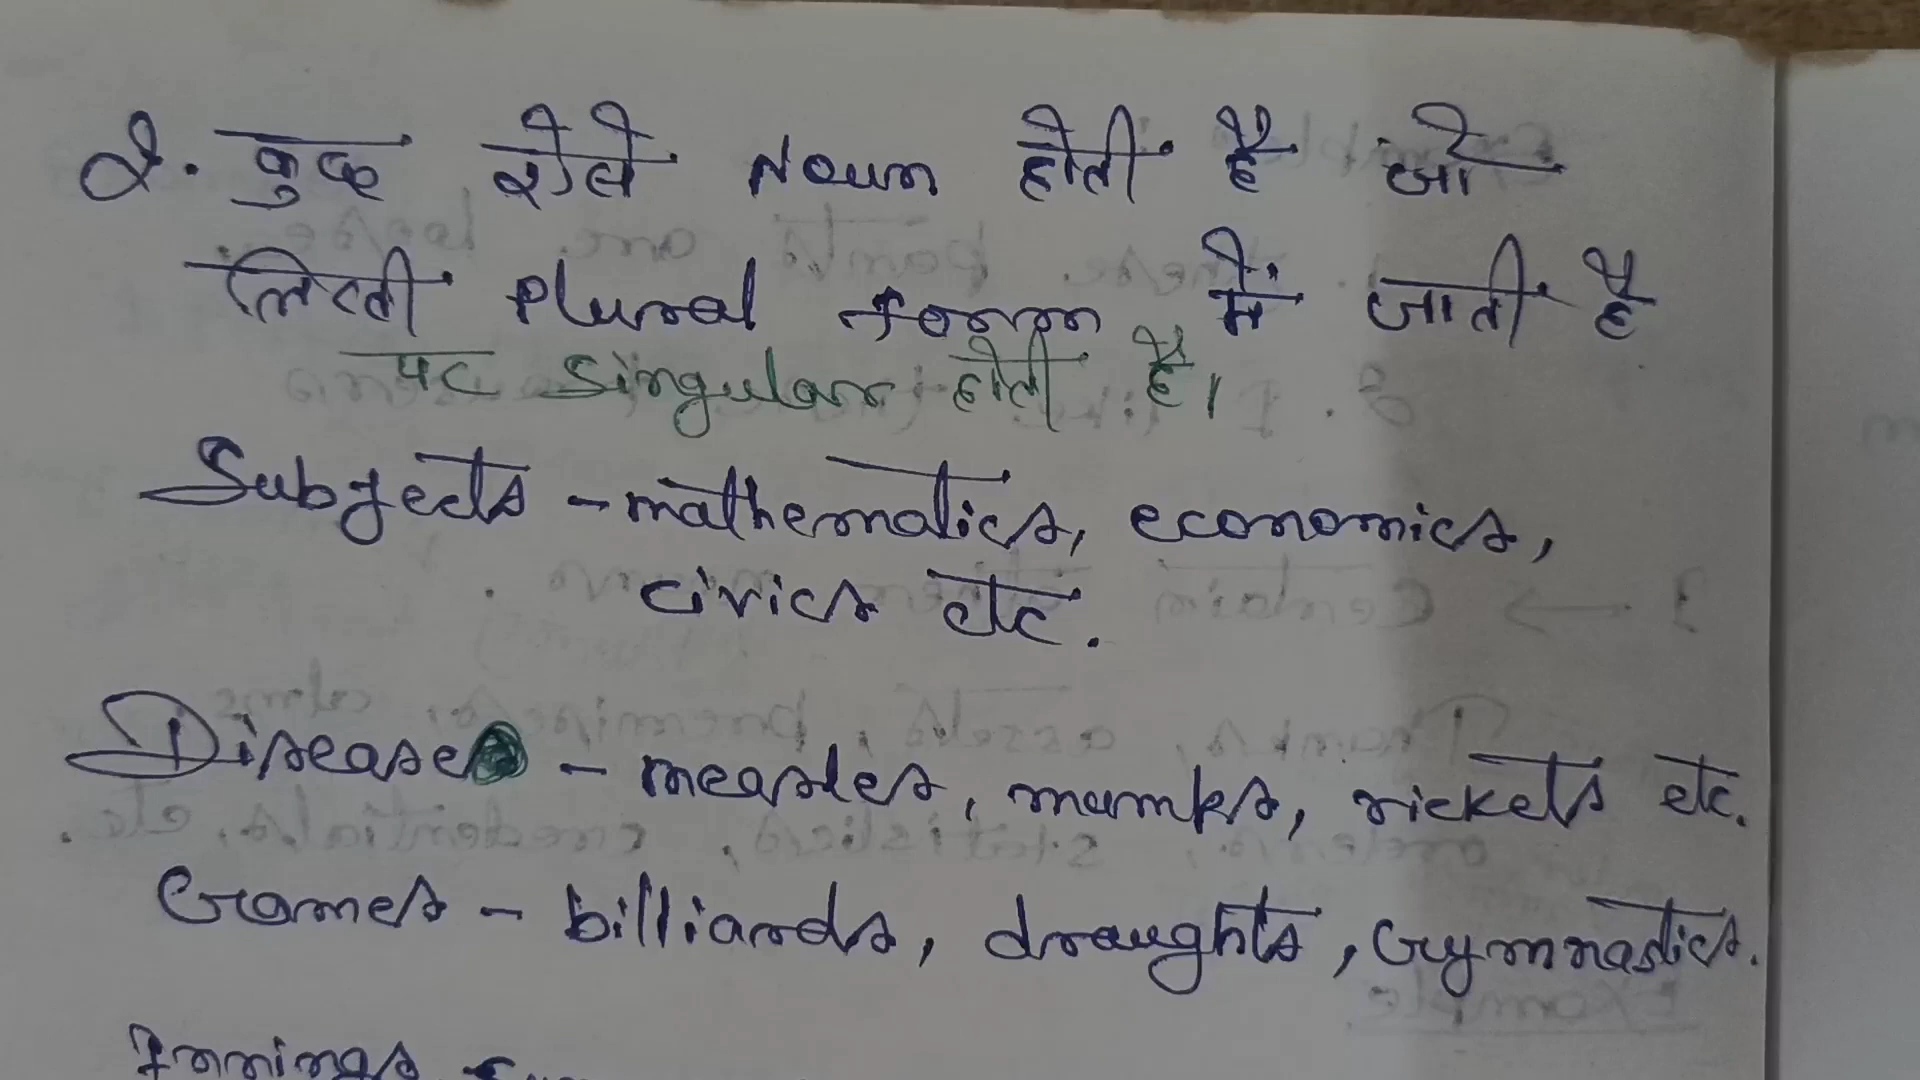 2. कुछ ऐसे Noun होती है जो
लिखी plural form में जाती है
पर singular होती है।
Subjects - mathematics, economics,
civics etc.
Diseases - measles, mumps, rickets etc.
Games - billiards, draughts, Gymnastics.
Innings